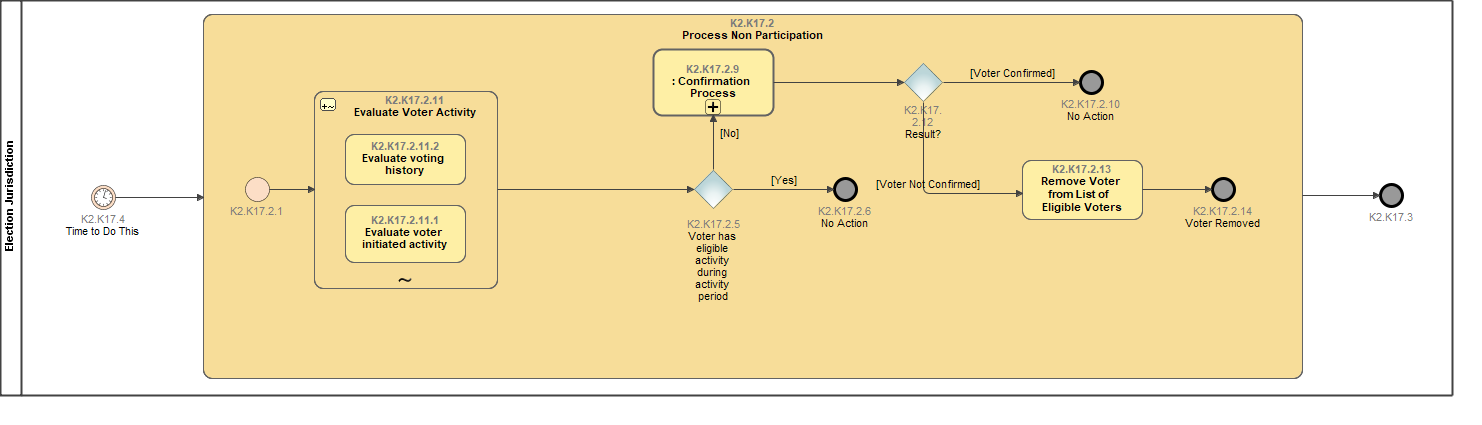 Election Jurisdiction
K2.K17.4
Time to Do This
K2.K17.2
Process Non Participation
K2.K17.2.1
K2.K17.2.11
Evaluate Voter Activity
K2.K17.2.11.2
Evaluate voting
history
K2.K17.2.11.1
Evaluate voter
initiated activity
K2.K17.2.5
Voter has
eligible
activity
during
activity
period
[No]
[Yes]
K2.K17.2.6
No Action
K2.K17.2.9
: Confirmation
Process
K2.K17.
2.12
Result?
[Voter Confirmed]
K2.K17.2.10
No Action
[Voter Not Confirmed]
K2.K17.2.13
Remove Voter
from List of
Eligible Voters
K2.K17.2.14
Voter Removed
K2.K17.3